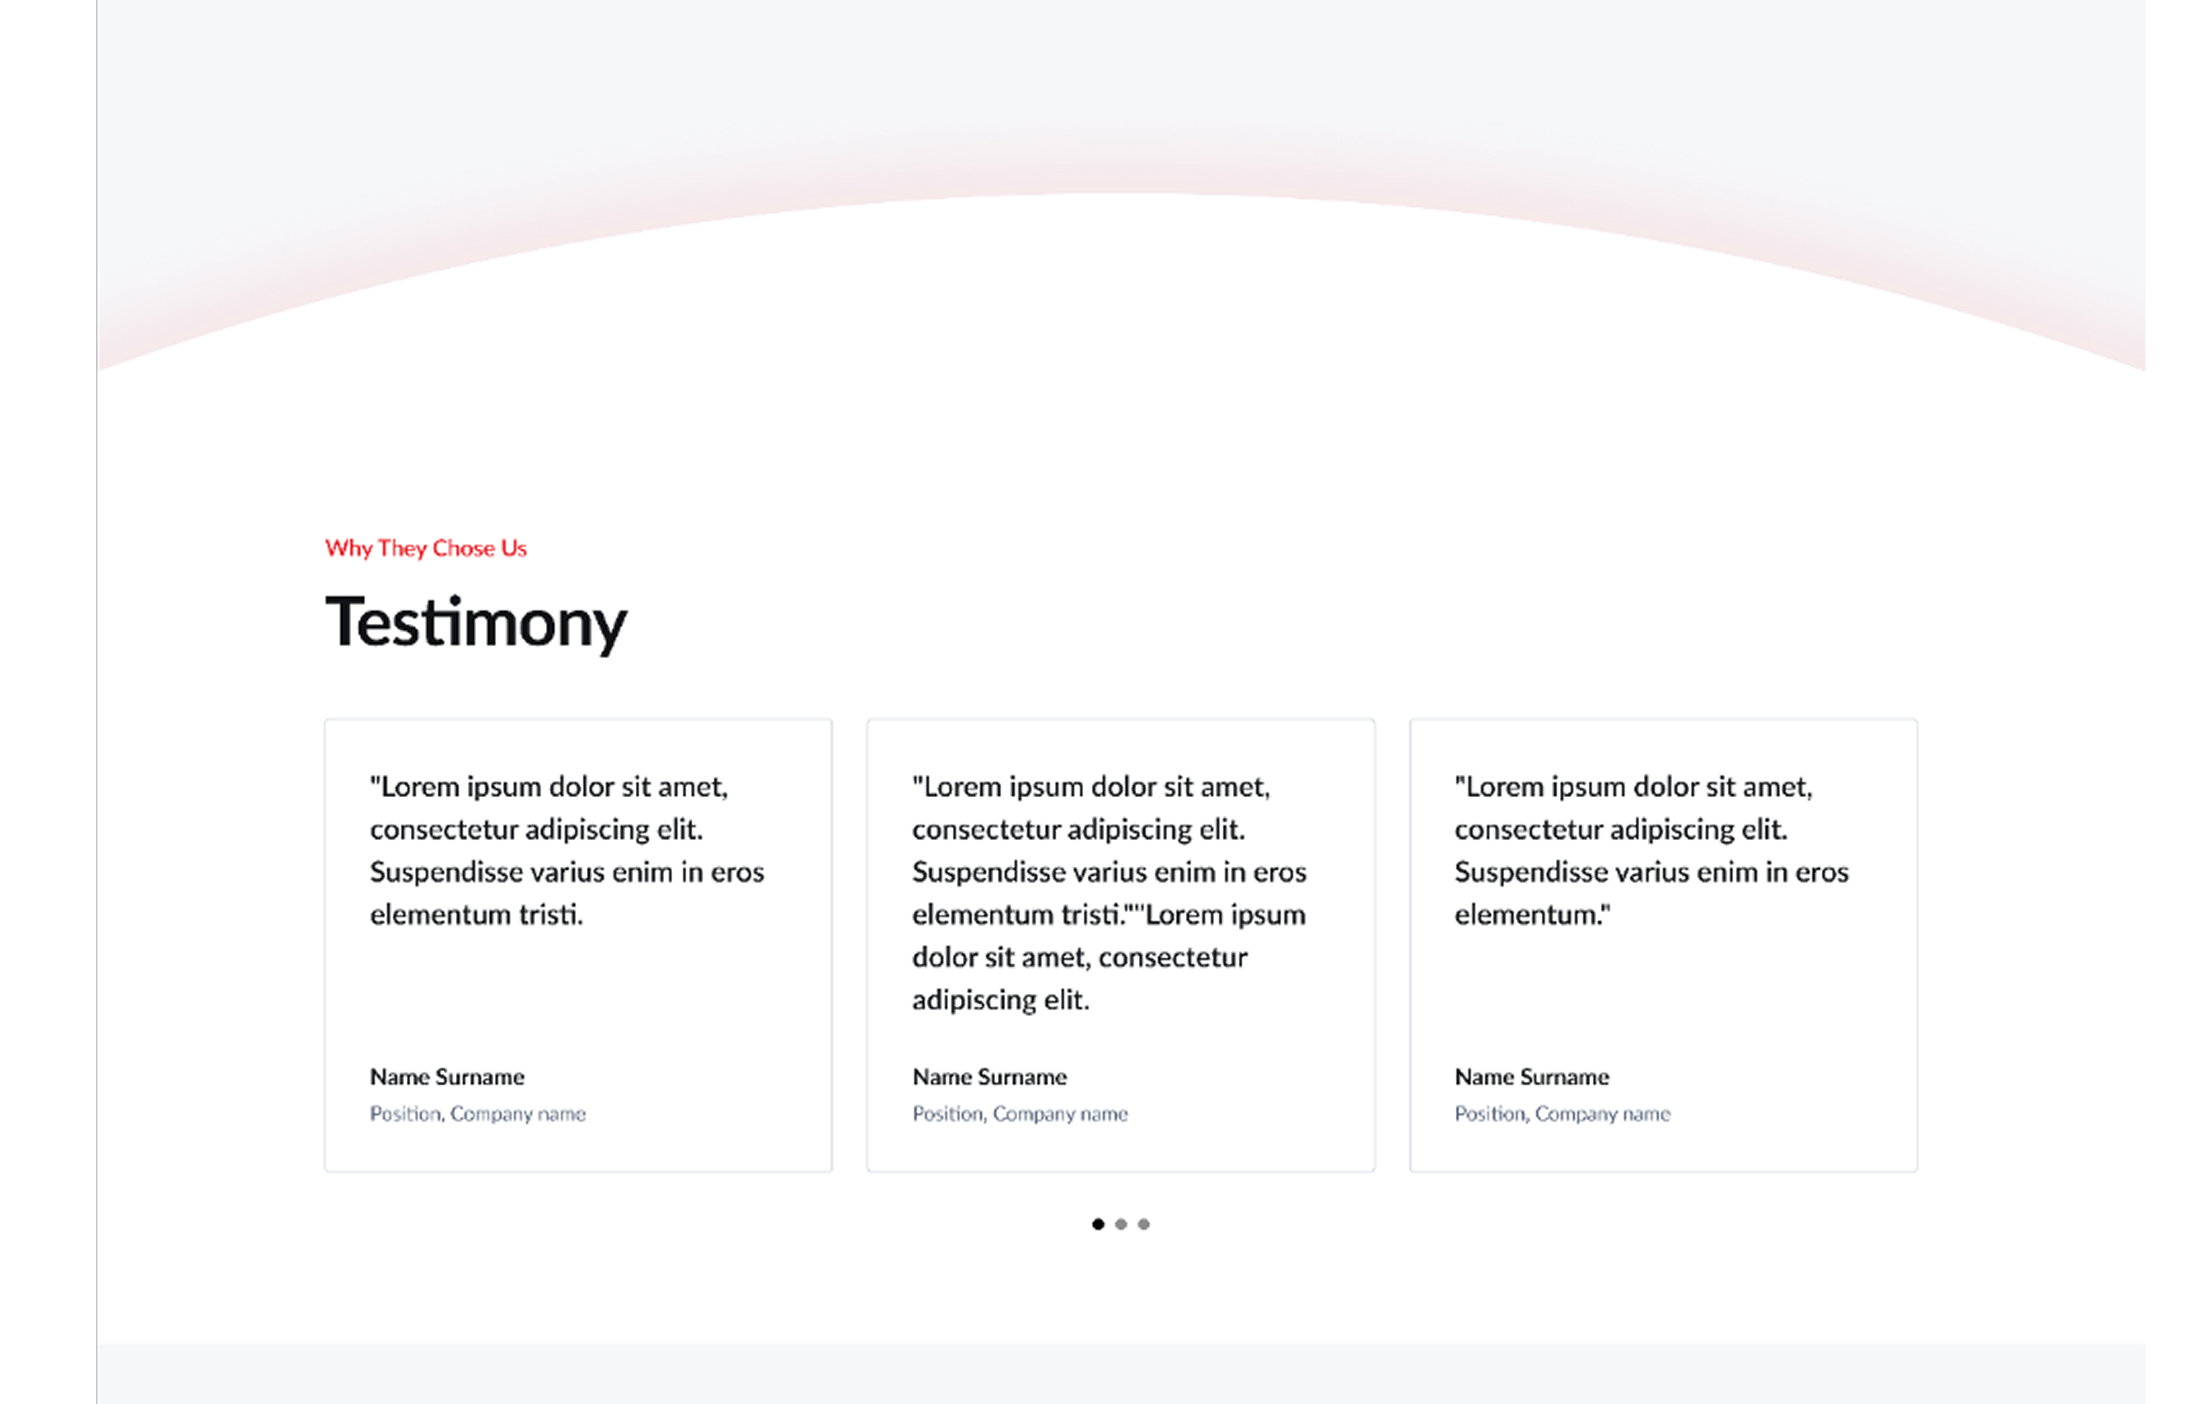 Why They Chose Us
Testimony
"Lorem ipsum dolor sit amet,
consectetur adipiscing elit.
Suspendisse varius enim in eros
elementum tristi.
Name Surname
Position, Company name
"Lorem ipsum dolor sit amet,
consectetur adipiscing elit.
Suspendisse varius enim in eros
elementum tristi.""Lorem ipsum
dolor sit amet, consectetur
adipiscing elit.
Name Surname
Position, Company name
"Lorem ipsum dolor sit amet,
consectetur adipiscing elit.
Suspendisse varius enim in eros
elementum."
Name Surname
Position, Company name